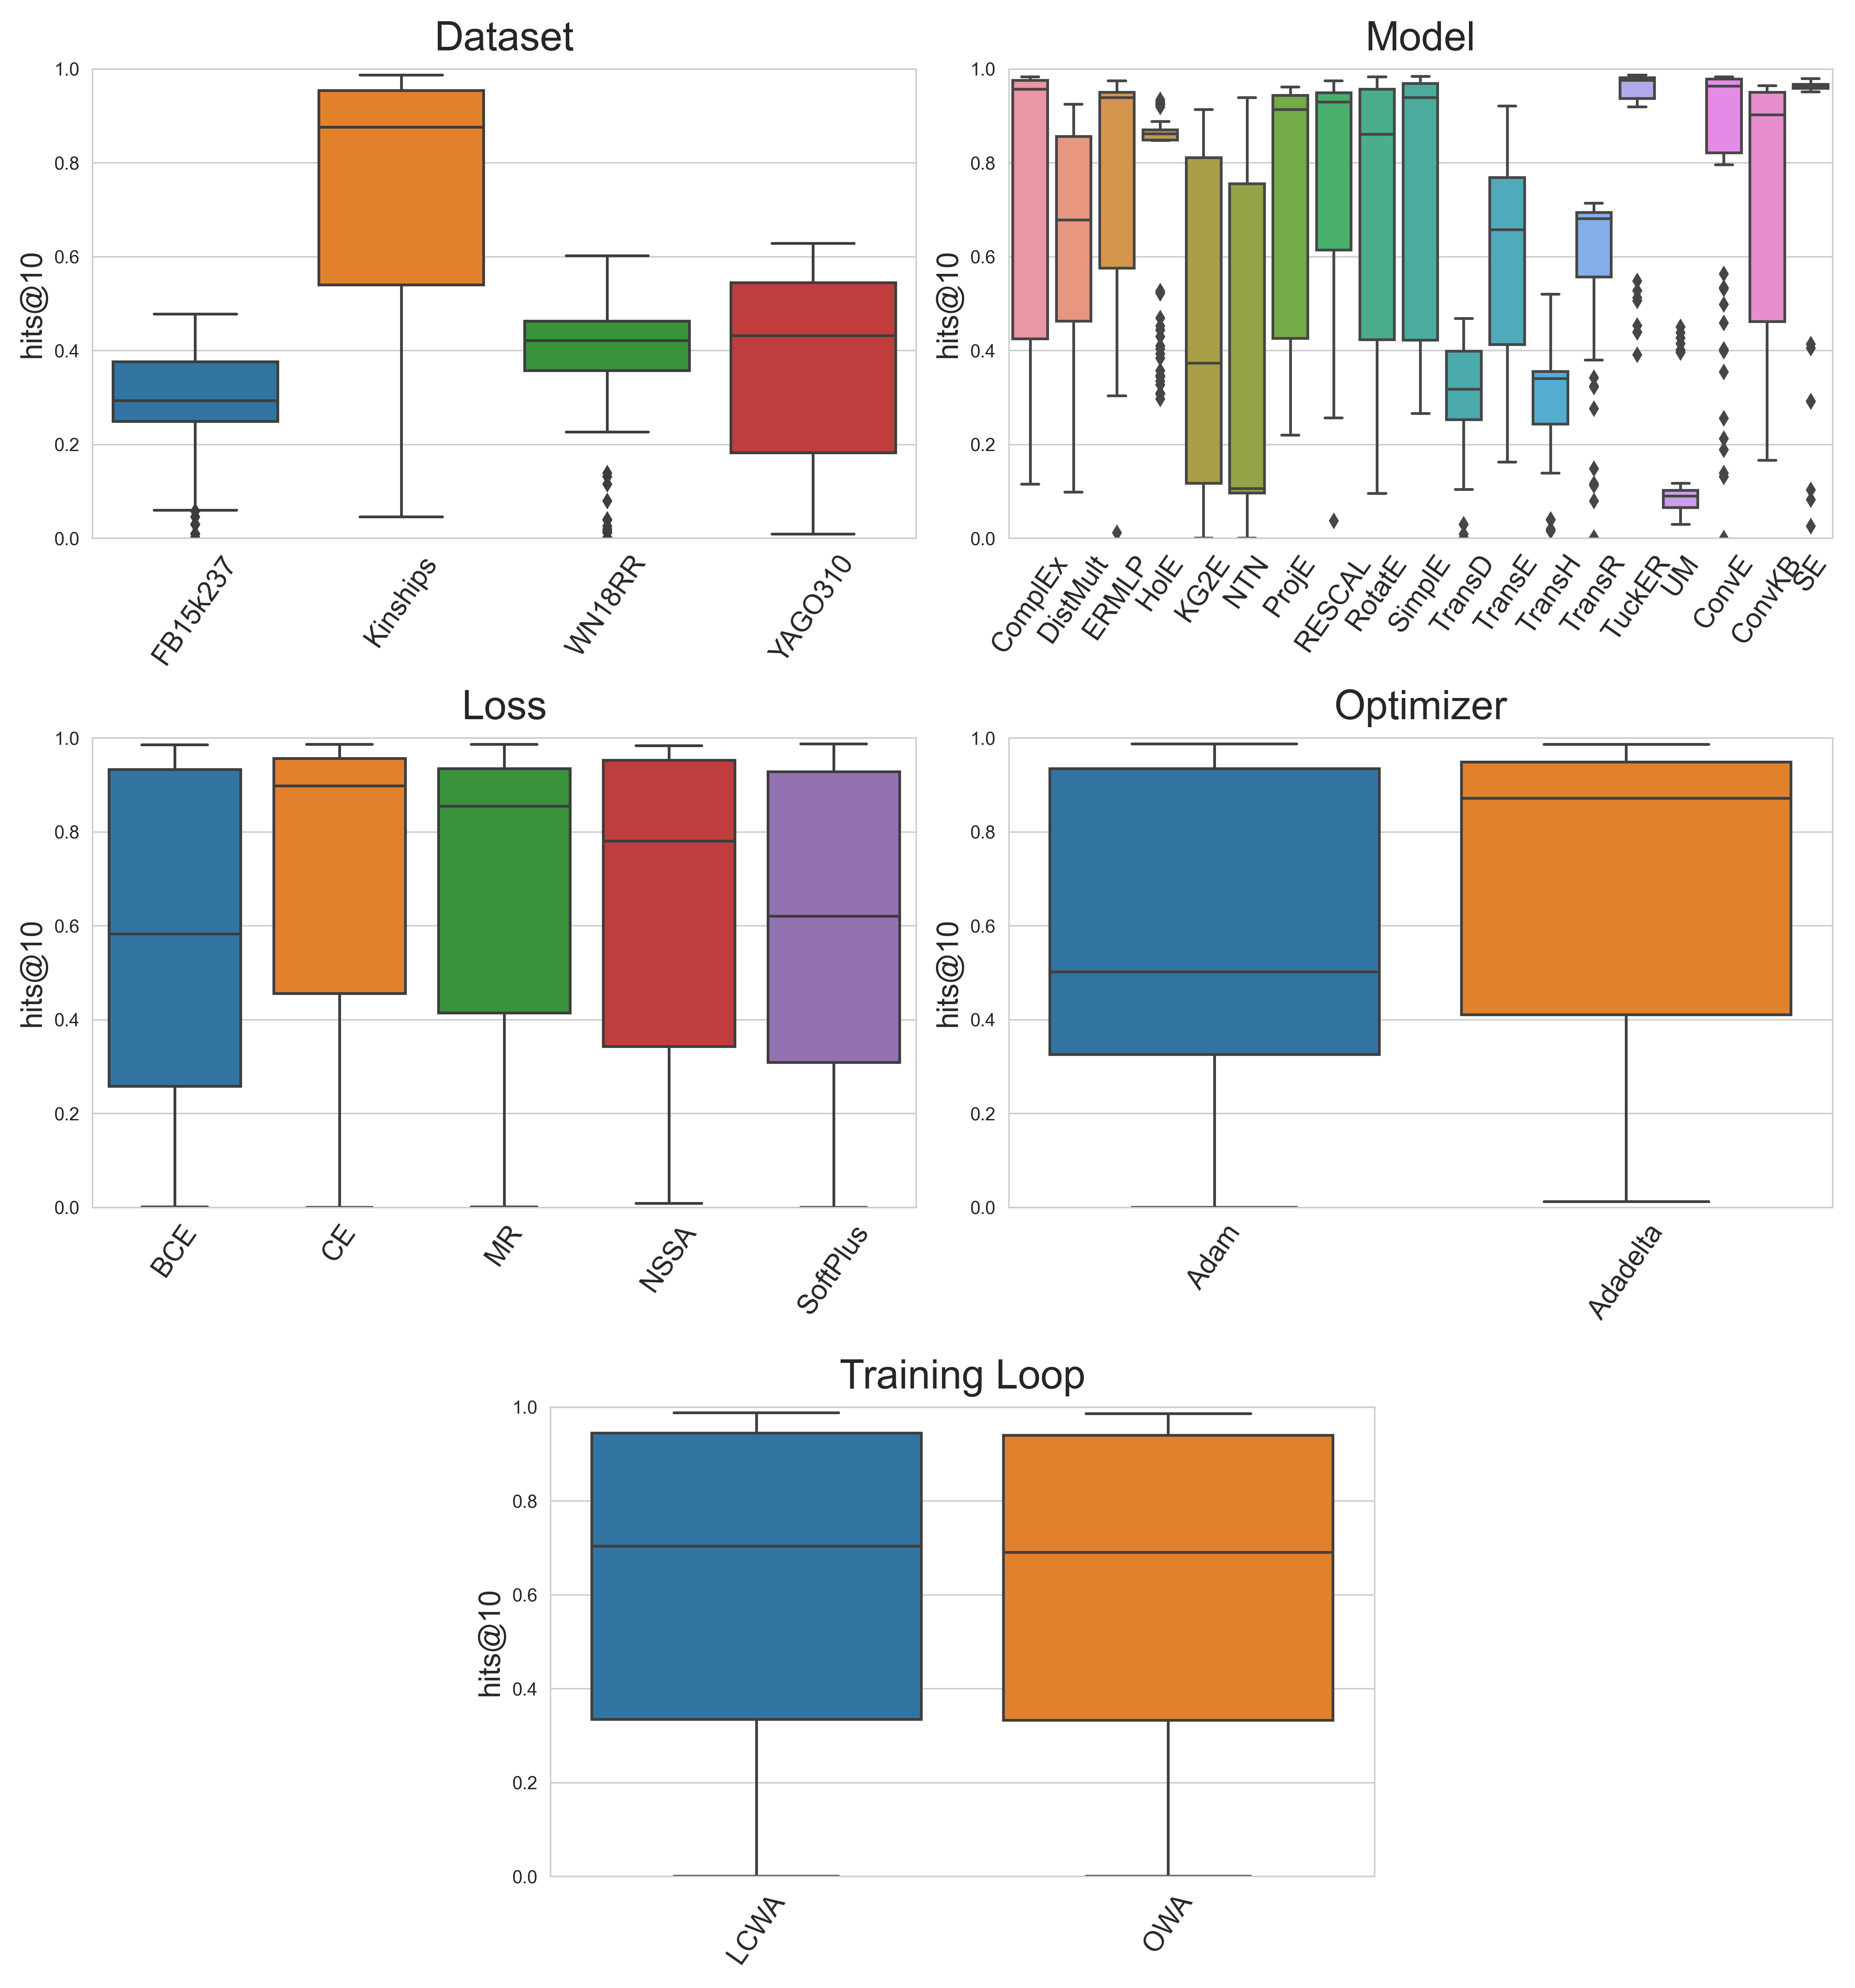 Dataset
hits@10
1.0
0.8
0.6
0.4
0.2
0.0
FB15k237
Kinships
WN18RR
YAGO310
Model
hits@10
1.0
0.8
0.6
0.4
0.2
0.0
ComplEx
DistMult
ERMLP
HolE
KG2E
NTN
ProjE
RESCAL
RotatE
SimplE
TransD
TransE
TransH
TransR
TuckER
UM
ConvE
ConvKB
SE
Loss
hits@10
1.0
0.8
0.6
0.4
0.2
0.0
BCE
CE
MR
NSSA
SoftPlus
Optimizer
hits@10
1.0
0.8
0.6
0.4
0.2
0.0
Adam
Adadelta
Training Loop
hits@10
1.0
0.8
0.6
0.4
0.2
0.0
LCWA
OWA